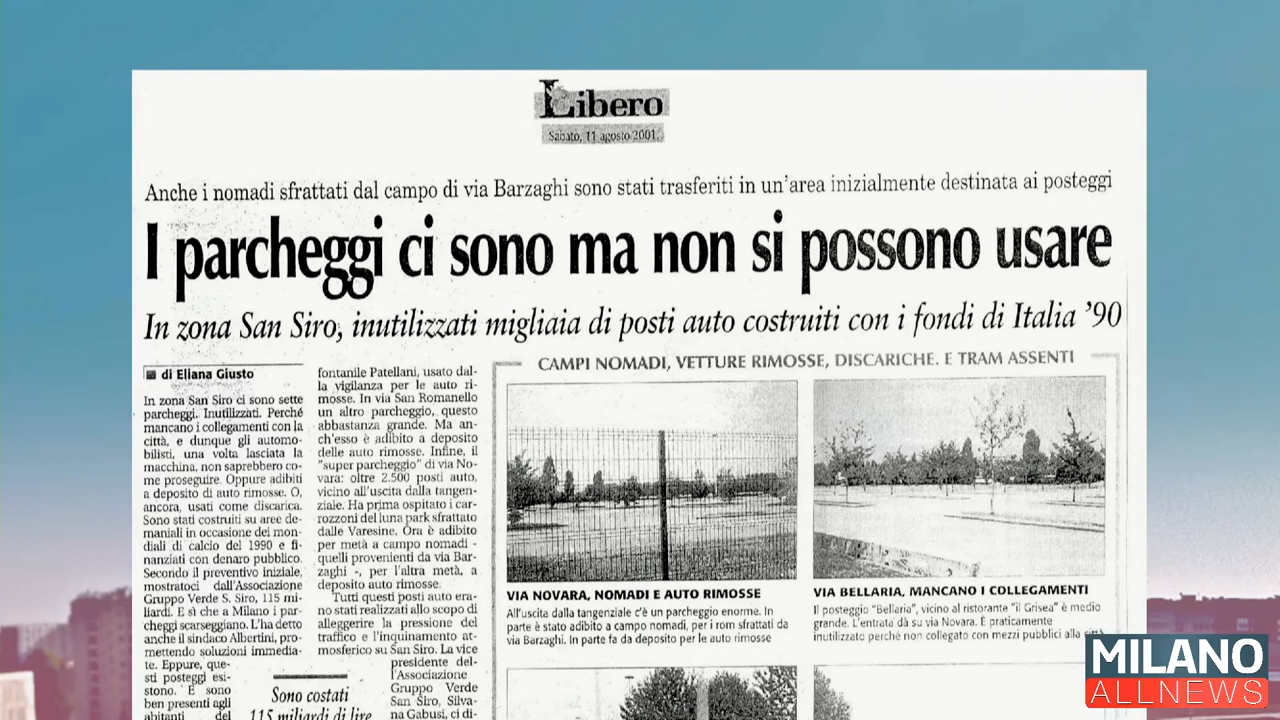 Libero
Sabato, 11 agosto 2001
Anche i nomadi sfrattati dal campo di via Barzaghi sono stati trasferiti in un'area inizialmente destinata ai posteggi
I parcheggi ci sono ma non si possono usare
In zona San Siro, inutilizzati migliaia di posti auto costruiti con i fondi di Italia '90
di Eliana Giusto
In zona San Siro ci sono sette
parcheggi. Inutilizzati. Perché
mancano i collegamenti con la
città, e dunque gli automo-
bilisti, una volta lasciata la
macchina, non saprebbero co-
me proseguire. Oppure adibiti
a deposito di auto rimosse. O,
ancora, usati come discarica.
Sono stati costruiti su aree de-
maniali in occasione dei mon-
diali di calcio del 1990 e fi-
nanziati con denaro pubblico.
Secondo il preventivo iniziale,
mostratoci dall'Associazione
Gruppo Verde S. Siro, 115 mi-
liardi. E sì che a Milano i par-
cheggi scarseggiano. L'ha detto
anche il sindaco Albertini, pro-
mettendo soluzioni immedia-
te. Eppure, que-
sti posteggi esi-
stono. E sono
ben presenti agli
abitanti del
fontanile Patellani, usato dal-
la vigilanza per le auto ri-
mosse. In via San Romanello
un altro parcheggio, questo
abbastanza grande. Ma an-
ch'esso è adibito a deposito
delle auto rimosse. Infine, il
"super parcheggio" di via No-
vara: oltre 2.500 posti auto,
vicino all'uscita dalla tangen-
ziale. Ha prima ospitato i car-
rozzoni del luna park sfrattato
dalle Varesine. Ora è adibito
per metà a campo nomadi -
quelli provenienti da via Bar-
zaghi -, per l'altra metà, a
deposito auto rimosse.
Tutti questi posti auto era-
no stati realizzati allo scopo di
alleggerire la pressione del
traffico e l'inquinamento at-
mosferico su San Siro. La vice
presidente del-
l'Associazione
Gruppo Verde
San Siro, Silva-
na Gabusi, ci di-
Sono costati
115 miliardi di lire
CAMPI NOMADI, VETTURE RIMOSSE, DISCARICHE. E TRAM ASSENTI
VIA NOVARA, NOMADI E AUTO RIMOSSE
All'uscita dalla tangenziale c'è un parcheggio enorme. In
parte è stato adibito a campo nomadi, per i rom sfrattati da
via Barzaghi. In parte fa da deposito per le auto rimosse
VIA BELLARIA, MANCANO I COLLEGAMENTI
Il posteggio "Bellaria", vicino al ristorante "il Grisea" è medio
grande. L'entrata dà su via Novara. È praticamente
inutilizzato perché non collegato con mezzi pubblici alla città
MILANO
ALLNEWS